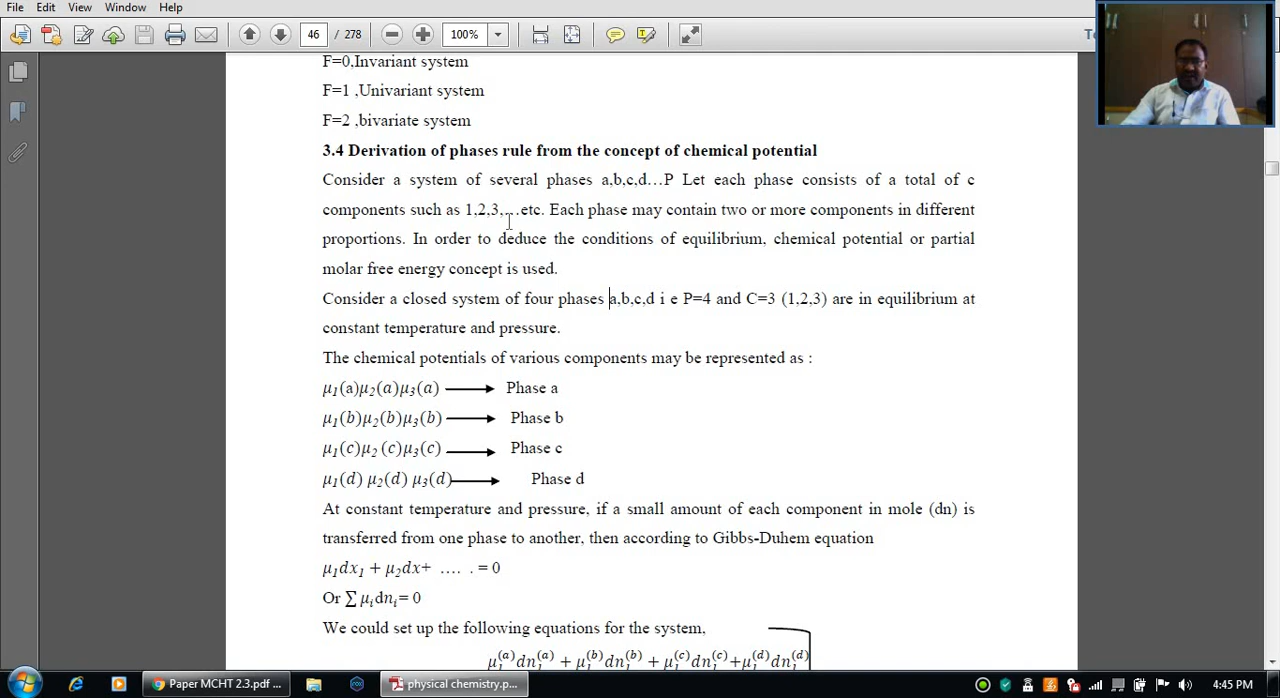 File Edit View Window Help
46 / 278 100%
F=0,Invariant system
F=1 ,Univariant system
F=2 ,bivariate system
3.4 Derivation of phases rule from the concept of chemical potential
Consider a system of several phases a,b,c,d…P Let each phase consists of a total of c
components such as 1,2,3,…etc. Each phase may contain two or more components in different
proportions. In order to deduce the conditions of equilibrium, chemical potential or partial
molar free energy concept is used.
Consider a closed system of four phases a,b,c,d i e P=4 and C=3 (1,2,3) are in equilibrium at
constant temperature and pressure.
The chemical potentials of various components may be represented as :
μ₁(a)μ₂(a)μ₃(a) ⟶ Phase a
μ₁(b)μ₂(b)μ₃(b) ⟶ Phase b
μ₁(c)μ₂ (c)μ₃(c) ⟶ Phase c
μ₁(d) μ₂(d) μ₃(d) ⟶ Phase d
At constant temperature and pressure, if a small amount of each component in mole (dn) is
transferred from one phase to another, then according to Gibbs-Duhem equation
μ₁dx₁ + μ₂dx+ …. . = 0
Or ∑ μᵢdnᵢ= 0
We could set up the following equations for the system,
μ₁⁽ᵃ⁾dn₁⁽ᵃ⁾ + μ₁⁽ᵇ⁾dn₁⁽ᵇ⁾ + μ₁⁽ᶜ⁾dn₁⁽ᶜ⁾+μ₁⁽ᵈ⁾dn₁⁽ᵈ⁾
Paper MCHT 2.3.pdf ... physical chemistry.p... 4:45 PM